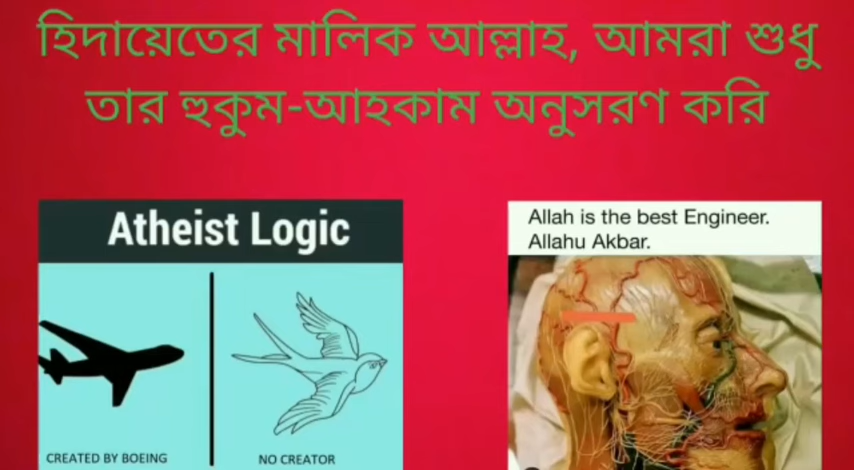 হিদায়েতের মালিক আল্লাহ, আমরা শুধু
তার হুকুম-আহকাম অনুসরণ করি
Atheist Logic
CREATED BY BOEING
NO CREATOR
Allah is the best Engineer.
Allahu Akbar.